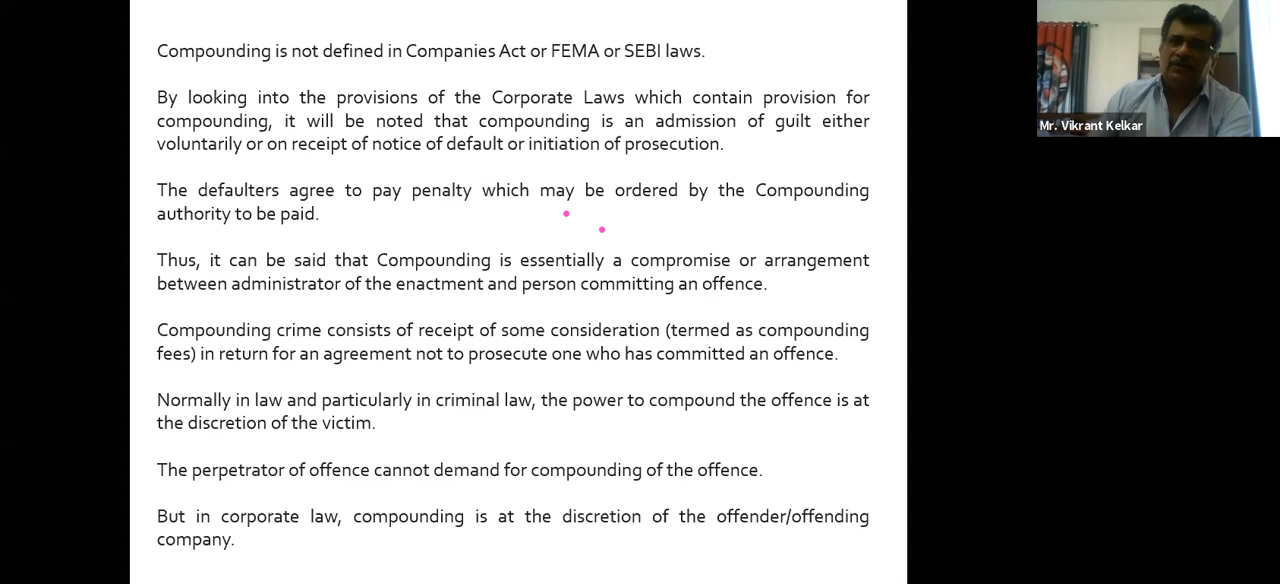 Compounding is not defined in Companies Act or FEMA or SEBI laws.
By looking into the provisions of the Corporate Laws which contain provision for
compounding, it will be noted that compounding is an admission of guilt either
voluntarily or on receipt of notice of default or initiation of prosecution.
The defaulters agree to pay penalty which may be ordered by the Compounding
authority to be paid.
Thus, it can be said that Compounding is essentially a compromise or arrangement
between administrator of the enactment and person committing an offence.
Compounding crime consists of receipt of some consideration (termed as compounding
fees) in return for an agreement not to prosecute one who has committed an offence.
Normally in law and particularly in criminal law, the power to compound the offence is at
the discretion of the victim.
The perpetrator of offence cannot demand for compounding of the offence.
But in corporate law, compounding is at the discretion of the offender/offending
company.
Mr. Vikrant Kelkar